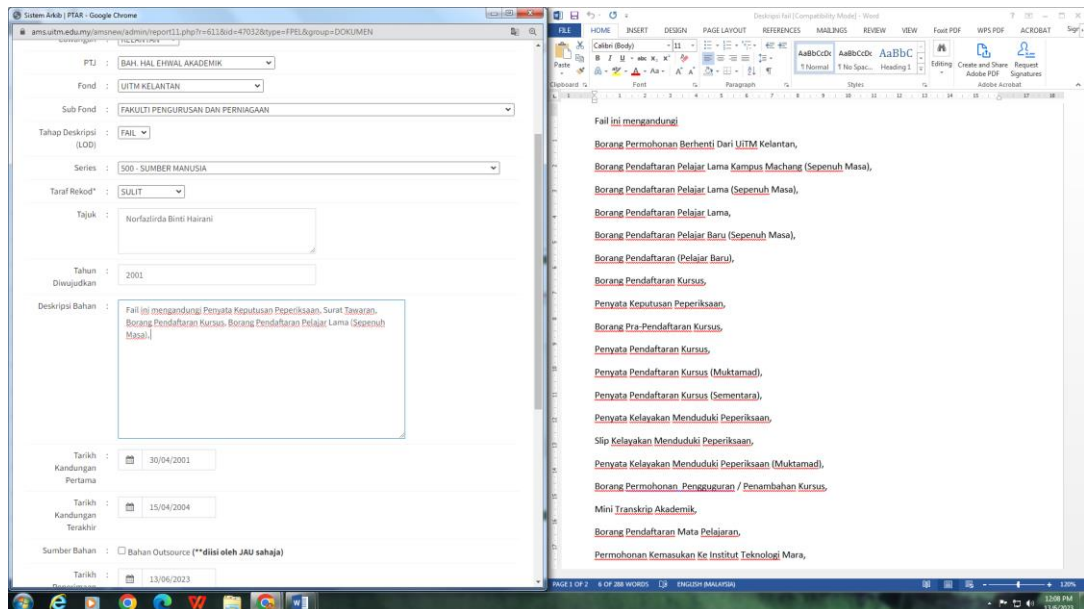 Sistem Arkib | PTAR - Google Chrome
ams.uitm.edu.my/amsnew/admin/report11.php?r=611&id=47032&type=FPEL&group=DOKUMEN
PTJ : BAH. HAL EHWAL AKADEMIK
Fond : UITM KELANTAN
Sub Fond : FAKULTI PENGURUSAN DAN PERNIAGAAN
Tahap Deskripsi : FAIL
(LOD)
Series : 500 - SUMBER MANUSIA
Taraf Rekod* : SULIT
Tajuk : Norfazlirda Binti Hairani
Tahun : 2001
Diwujudkan
Deskripsi Bahan : Fail ini mengandungi Penyata Keputusan Peperiksaan, Surat Tawaran,
Borang Pendaftaran Kursus, Borang Pendaftaran Pelajar Lama (Sepenuh
Masa),
Tarikh : 30/04/2001
Kandungan
Pertama
Tarikh : 15/04/2004
Kandungan
Terakhir
Sumber Bahan : Bahan Outsource (**diisi oleh JAU sahaja)
Tarikh : 13/06/2023
Deskripsi fail [Compatibility Mode] - Word
FILE HOME INSERT DESIGN PAGE LAYOUT REFERENCES MAILINGS REVIEW VIEW Foxit PDF WPS PDF ACROBAT Sign
Calibri (Body) 11
Paste
AaBbCcDc AaBbCcDc AaBbC
¶ Normal ¶ No Spac... Heading 1
Editing
Create and Share
Adobe PDF
Request
Signatures
Clipboard Font Paragraph Styles Adobe Acrobat
Fail ini mengandungi
Borang Permohonan Berhenti Dari UiTM Kelantan,
Borang Pendaftaran Pelajar Lama Kampus Machang (Sepenuh Masa),
Borang Pendaftaran Pelajar Lama (Sepenuh Masa),
Borang Pendaftaran Pelajar Lama,
Borang Pendaftaran Pelajar Baru (Sepenuh Masa),
Borang Pendaftaran (Pelajar Baru),
Borang Pendaftaran Kursus,
Penyata Keputusan Peperiksaan,
Borang Pra-Pendaftaran Kursus,
Penyata Pendaftaran Kursus,
Penyata Pendaftaran Kursus (Muktamad),
Penyata Pendaftaran Kursus (Sementara),
Penyata Kelayakan Menduduki Peperiksaan,
Slip Kelayakan Menduduki Peperiksaan,
Penyata Kelayakan Menduduki Peperiksaan (Muktamad),
Borang Permohonan Pengguguran / Penambahan Kursus,
Mini Transkrip Akademik,
Borang Pendaftaran Mata Pelajaran,
Permohonan Kemasukan Ke Institut Teknologi Mara,
PAGE 1 OF 2 6 OF 288 WORDS ENGLISH (MALAYSIA) 120%
12:08 PM
13/6/2023